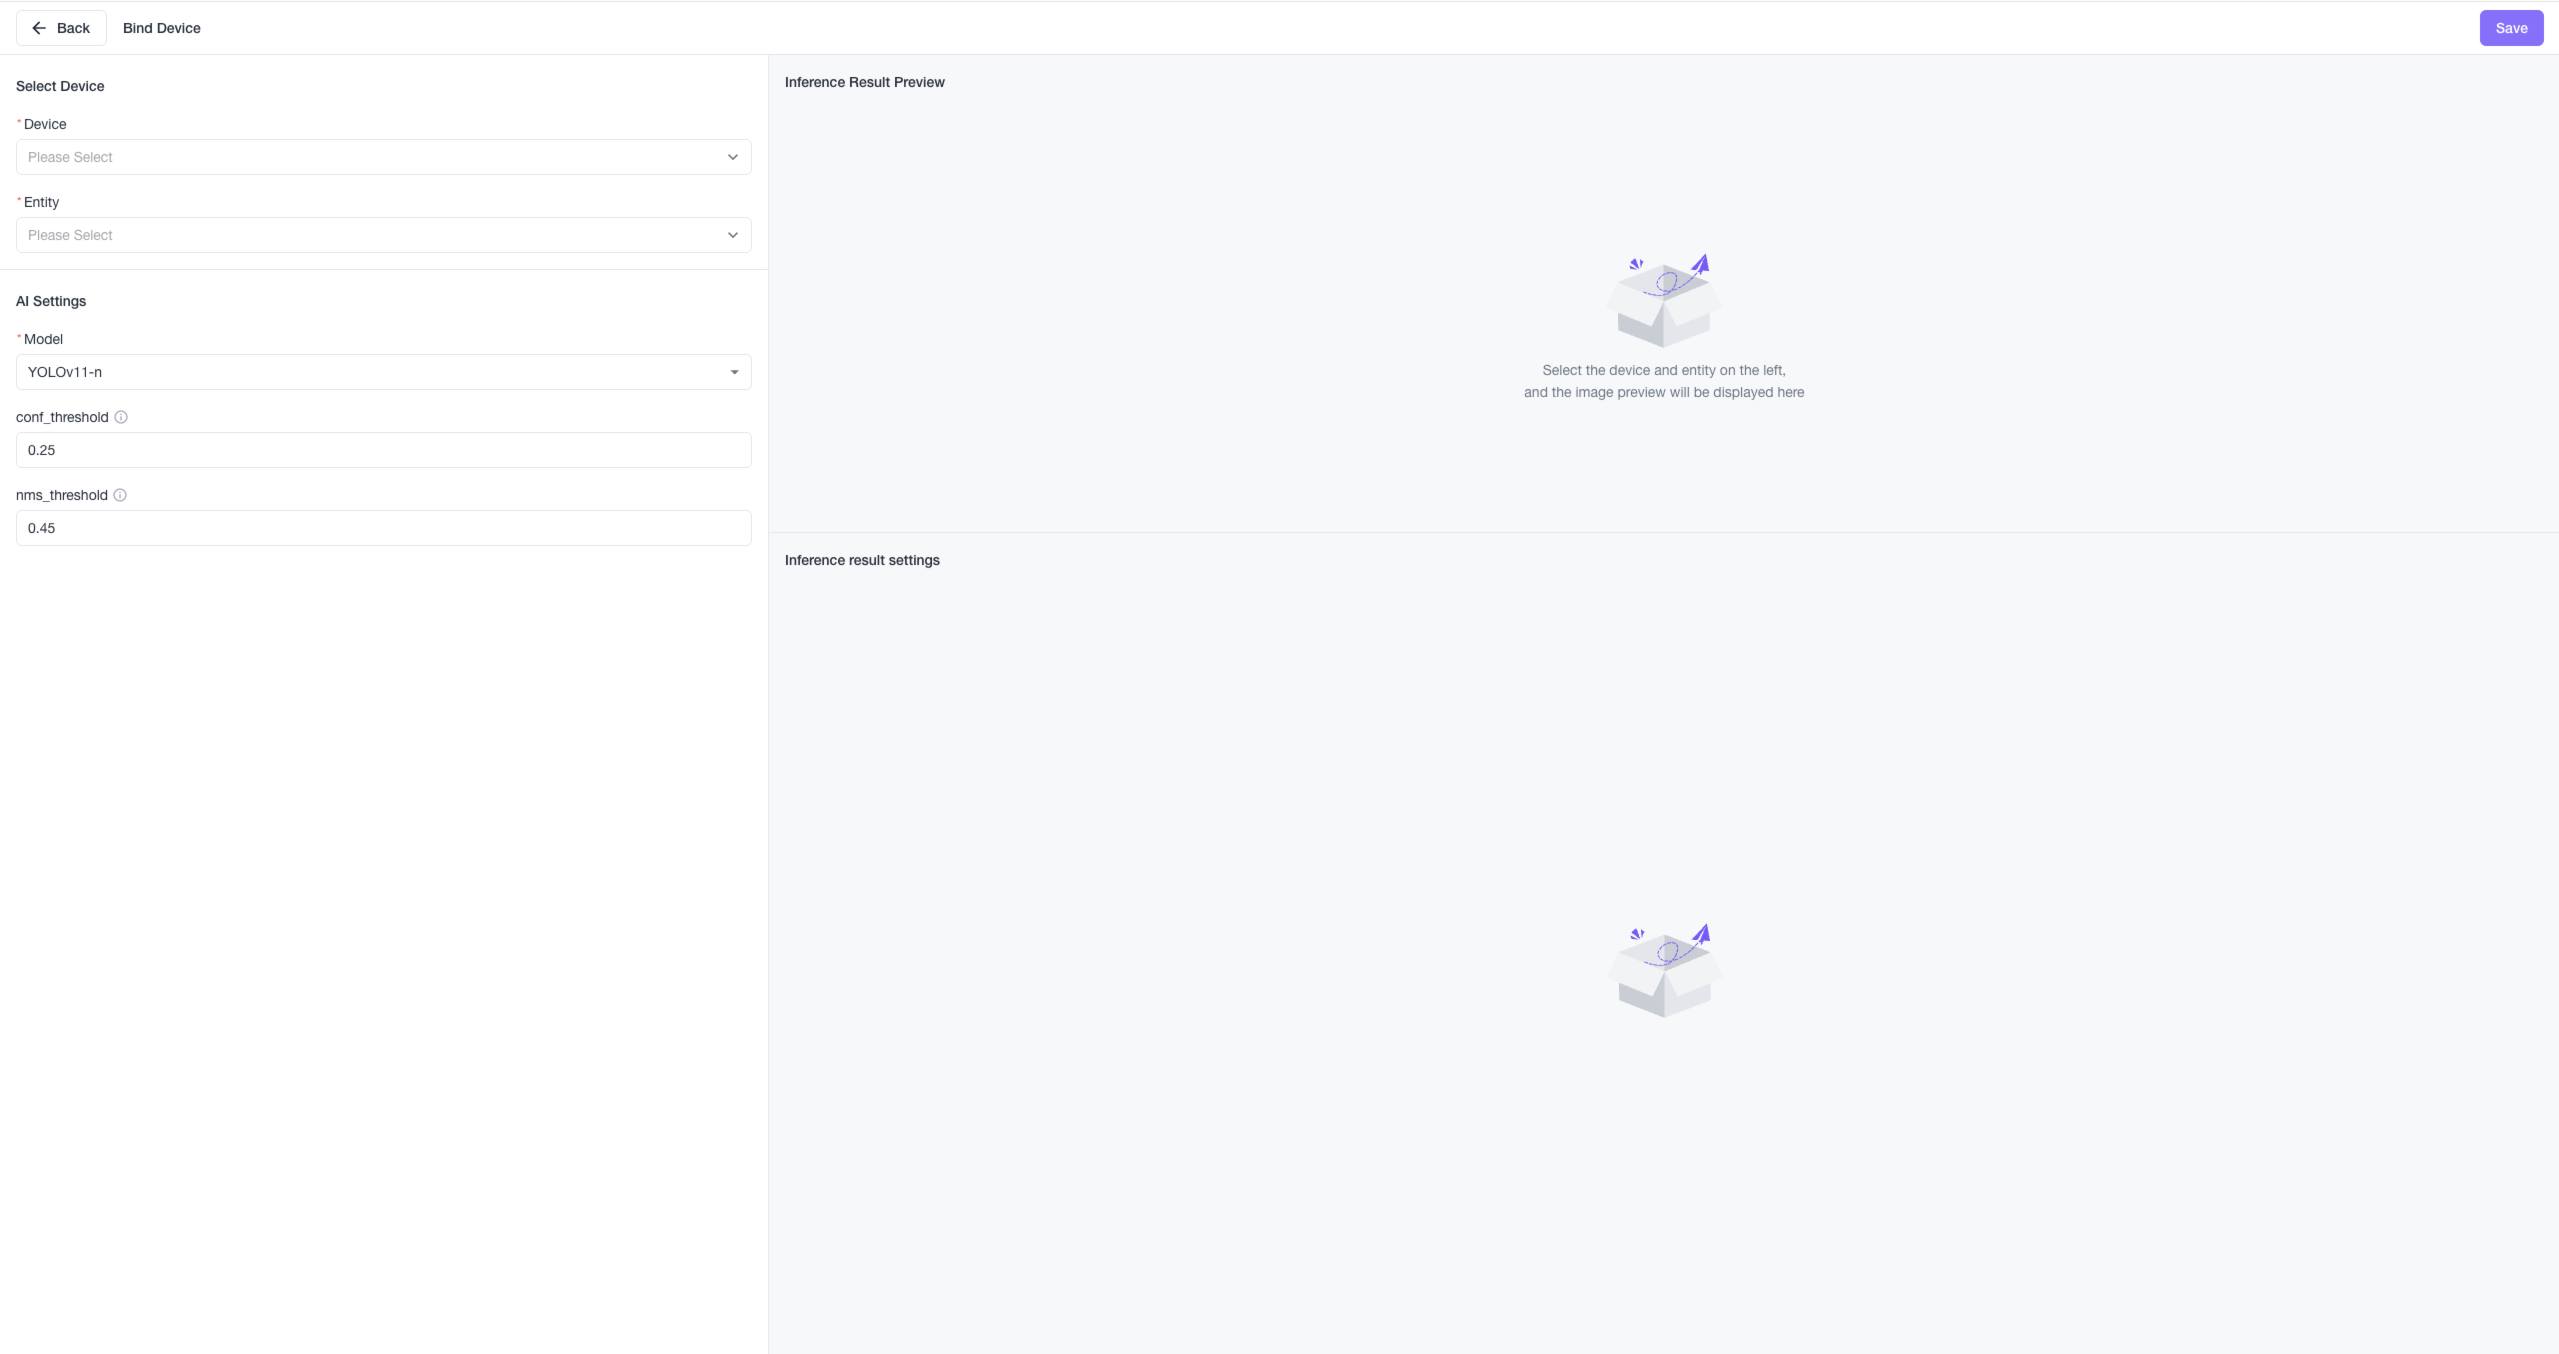 Back
Bind Device
Save
Select Device
* Device
Please Select
* Entity
Please Select
AI Settings
* Model
YOLOv11-n
conf_threshold
0.25
nms_threshold
0.45
Inference Result Preview
Select the device and entity on the left,
and the image preview will be displayed here
Inference result settings